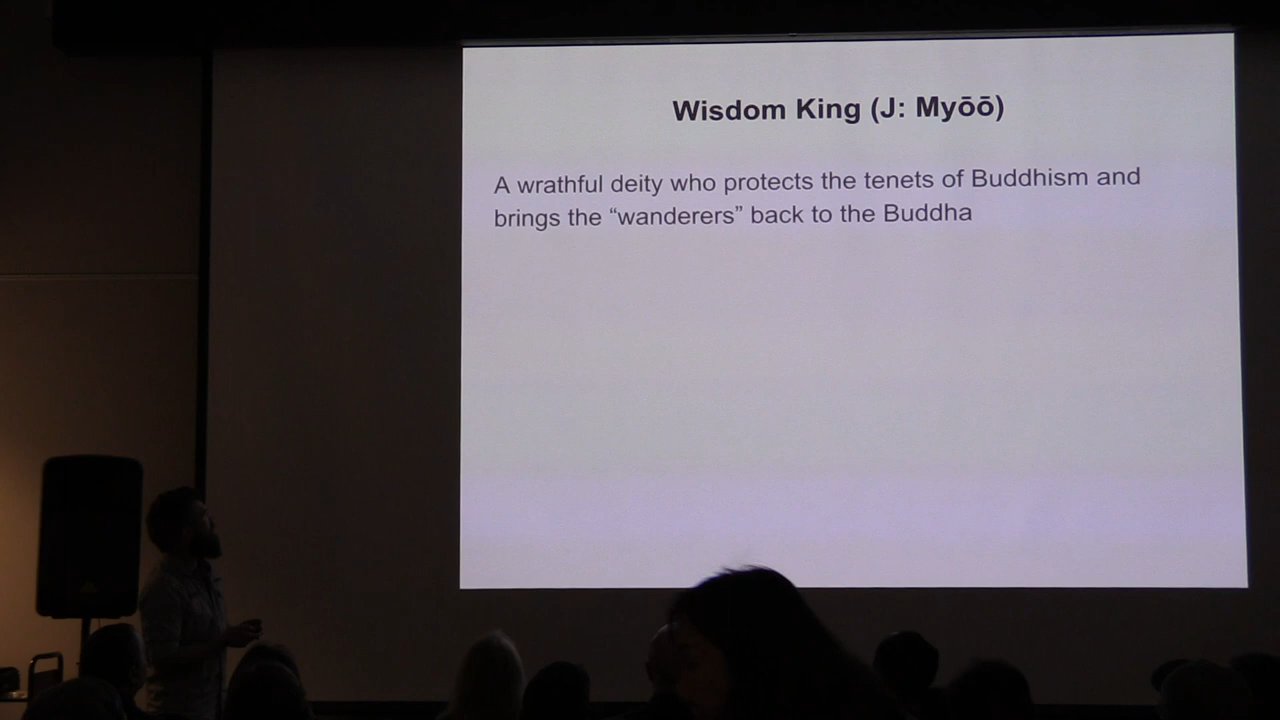 Wisdom King (J: Myōō)
A wrathful deity who protects the tenets of Buddhism and
brings the “wanderers” back to the Buddha